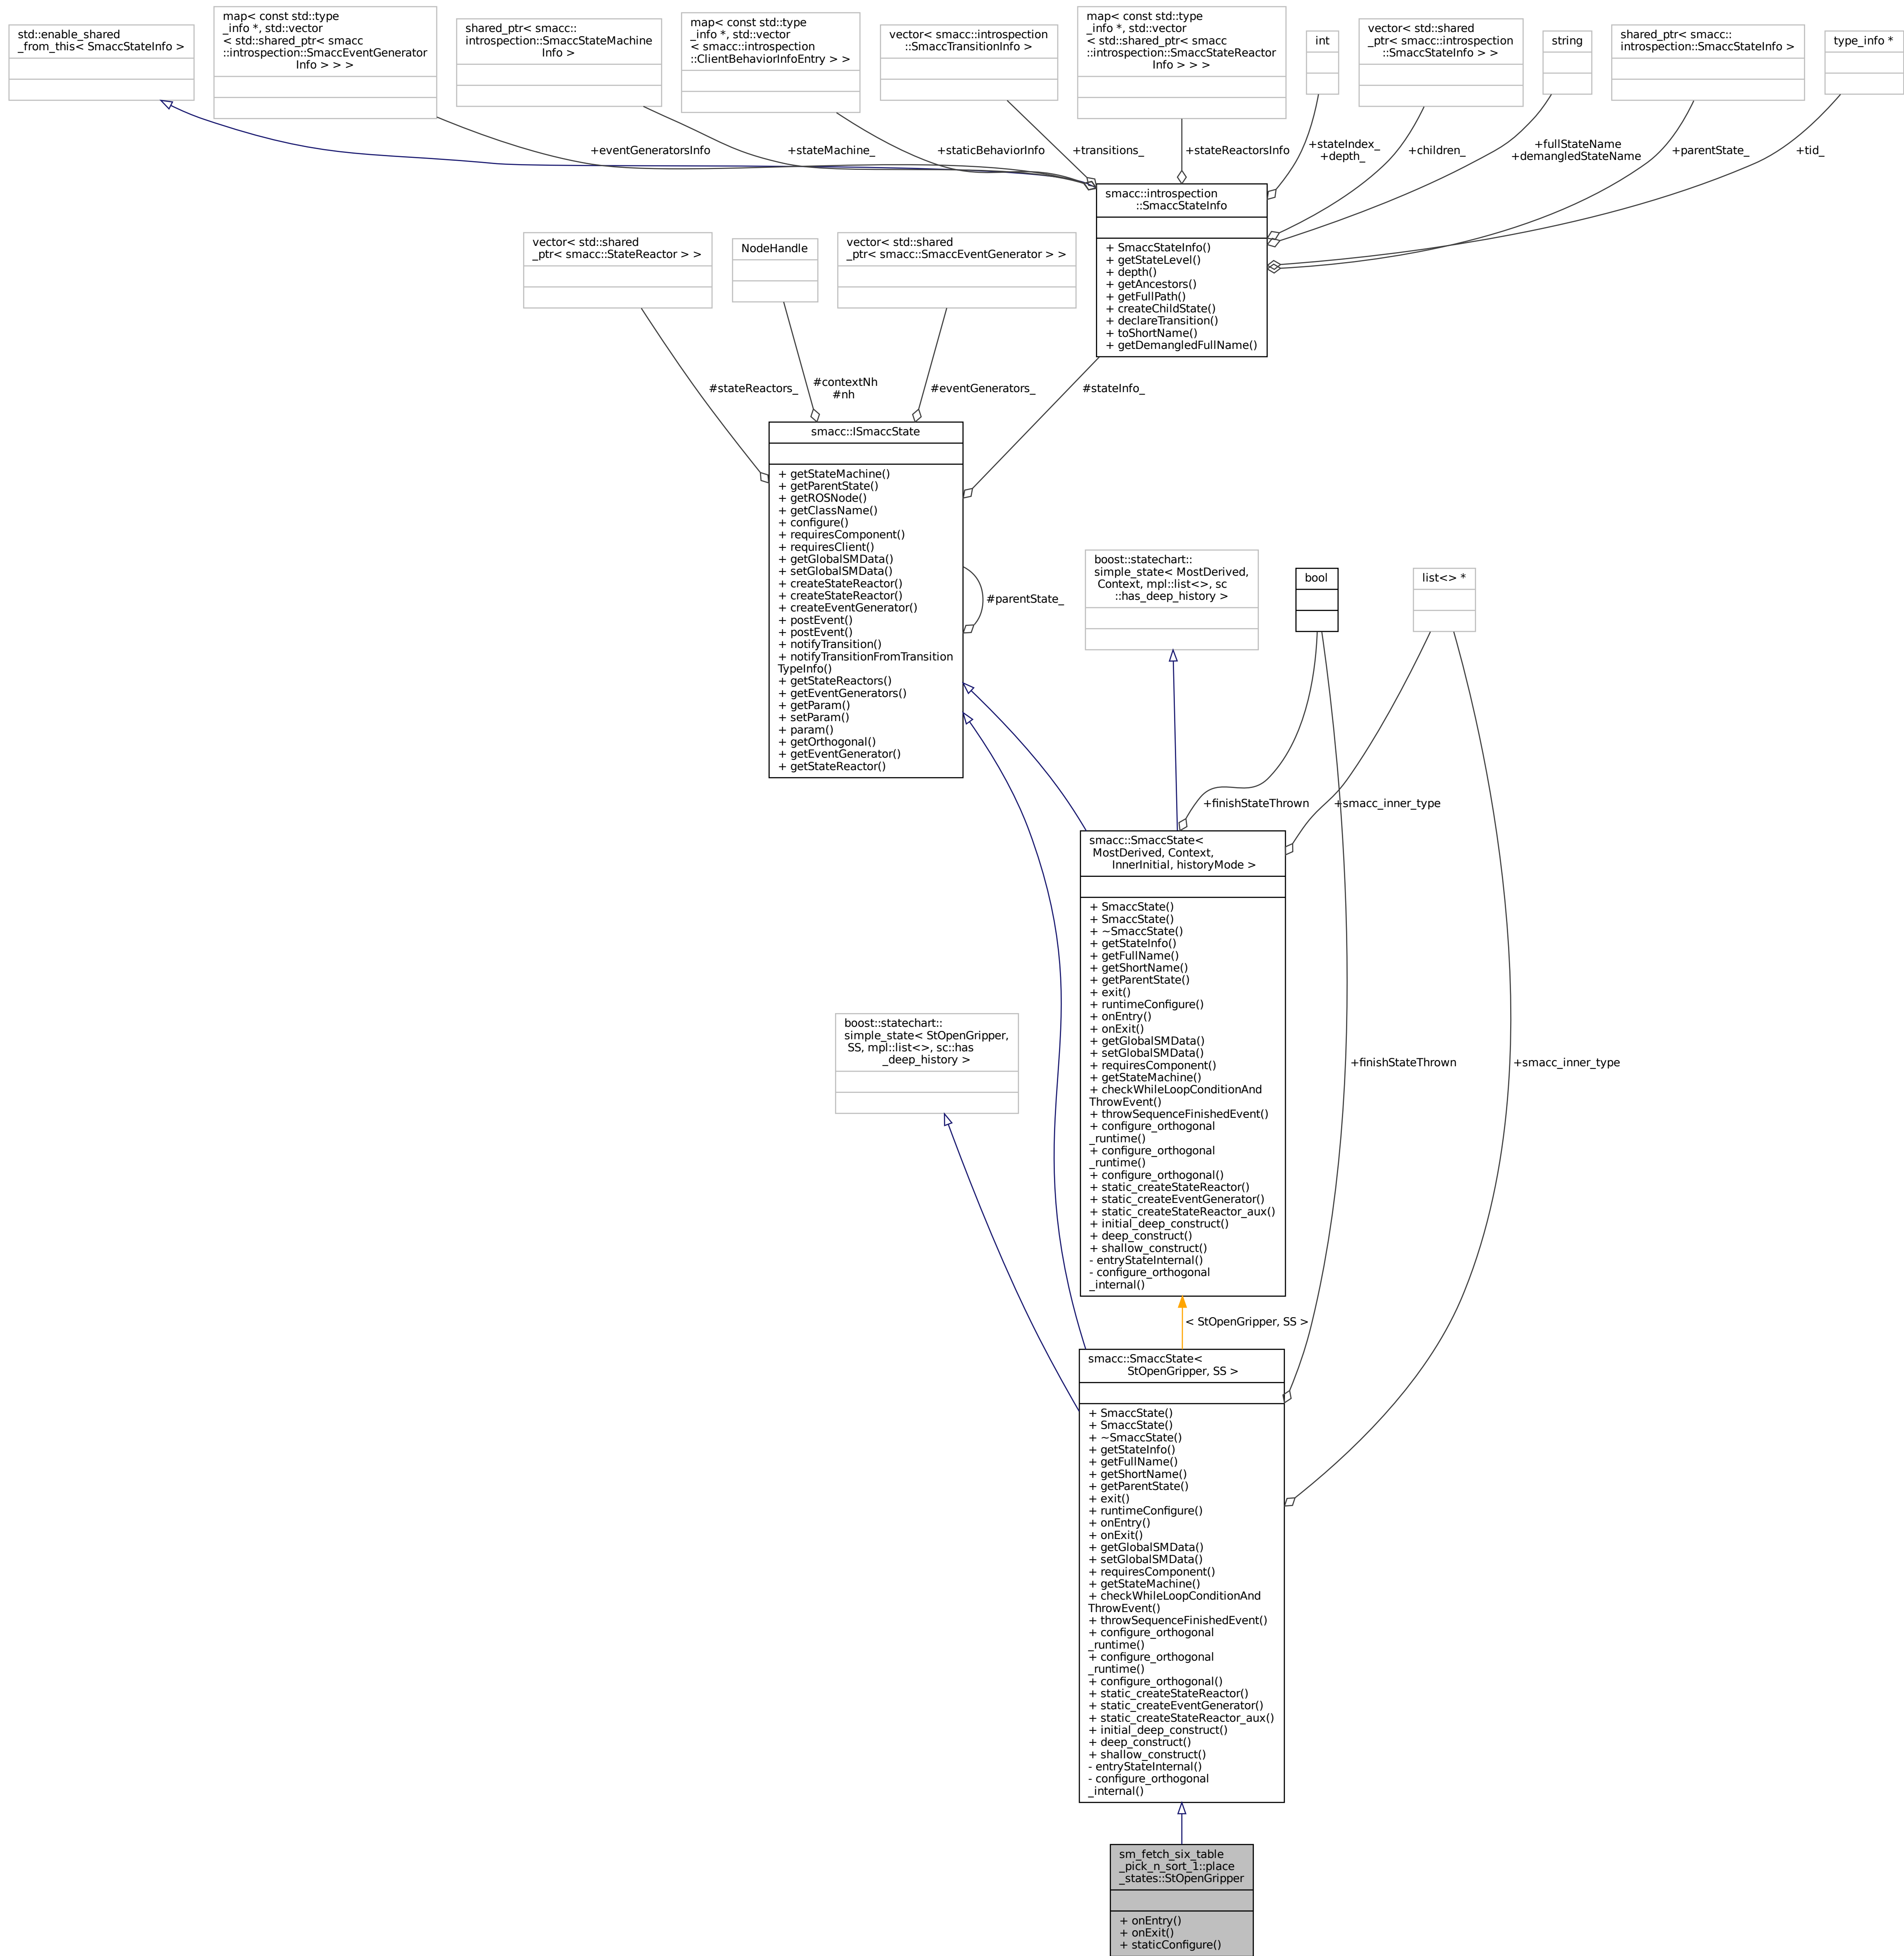 std::enable_shared
_from_this< SmaccStateInfo >
map< const std::type
_info *, std::vector
< std::shared_ptr< smacc
::introspection::SmaccEventGenerator
Info > > >
shared_ptr< smacc::
introspection::SmaccStateMachine
Info >
map< const std::type
_info *, std::vector
< smacc::introspection
::ClientBehaviorInfoEntry > >
vector< smacc::introspection
::SmaccTransitionInfo >
map< const std::type
_info *, std::vector
< std::shared_ptr< smacc
::introspection::SmaccStateReactor
Info > > >
int
vector< std::shared
_ptr< smacc::introspection
::SmaccStateInfo > >
string
shared_ptr< smacc::
introspection::SmaccStateInfo >
type_info *
+eventGeneratorsInfo
+stateMachine_
+staticBehaviorInfo
+transitions_
+stateReactorsInfo
+stateIndex_
+depth_
+children_
+fullStateName
+demangledStateName
+parentState_
+tid_
smacc::introspection
::SmaccStateInfo
+ SmaccStateInfo()
+ getStateLevel()
+ depth()
+ getAncestors()
+ getFullPath()
+ createChildState()
+ declareTransition()
+ toShortName()
+ getDemangledFullName()
vector< std::shared
_ptr< smacc::StateReactor > >
NodeHandle
vector< std::shared
_ptr< smacc::SmaccEventGenerator > >
#stateReactors_
#contextNh
#nh
#eventGenerators_
#stateInfo_
smacc::ISmaccState
+ getStateMachine()
+ getParentState()
+ getROSNode()
+ getClassName()
+ configure()
+ requiresComponent()
+ requiresClient()
+ getGlobalSMData()
+ setGlobalSMData()
+ createStateReactor()
+ createStateReactor()
+ createEventGenerator()
+ postEvent()
+ postEvent()
+ notifyTransition()
+ notifyTransitionFromTransition
TypeInfo()
+ getStateReactors()
+ getEventGenerators()
+ getParam()
+ setParam()
+ param()
+ getOrthogonal()
+ getEventGenerator()
+ getStateReactor()
#parentState_
boost::statechart::
simple_state< MostDerived,
Context, mpl::list<>, sc
::has_deep_history >
bool
list<> *
+finishStateThrown
+smacc_inner_type
smacc::SmaccState<
MostDerived, Context,
InnerInitial, historyMode >
+ SmaccState()
+ SmaccState()
+ ~SmaccState()
+ getStateInfo()
+ getFullName()
+ getShortName()
+ getParentState()
+ exit()
+ runtimeConfigure()
+ onEntry()
+ onExit()
+ getGlobalSMData()
+ setGlobalSMData()
+ requiresComponent()
+ getStateMachine()
+ checkWhileLoopConditionAnd
ThrowEvent()
+ throwSequenceFinishedEvent()
+ configure_orthogonal
_runtime()
+ configure_orthogonal
_runtime()
+ configure_orthogonal()
+ static_createStateReactor()
+ static_createEventGenerator()
+ static_createStateReactor_aux()
+ initial_deep_construct()
+ deep_construct()
+ shallow_construct()
- entryStateInternal()
- configure_orthogonal
_internal()
boost::statechart::
simple_state< StOpenGripper,
SS, mpl::list<>, sc::has
_deep_history >
+finishStateThrown
+smacc_inner_type
< StOpenGripper, SS >
smacc::SmaccState<
StOpenGripper, SS >
+ SmaccState()
+ SmaccState()
+ ~SmaccState()
+ getStateInfo()
+ getFullName()
+ getShortName()
+ getParentState()
+ exit()
+ runtimeConfigure()
+ onEntry()
+ onExit()
+ getGlobalSMData()
+ setGlobalSMData()
+ requiresComponent()
+ getStateMachine()
+ checkWhileLoopConditionAnd
ThrowEvent()
+ throwSequenceFinishedEvent()
+ configure_orthogonal
_runtime()
+ configure_orthogonal
_runtime()
+ configure_orthogonal()
+ static_createStateReactor()
+ static_createEventGenerator()
+ static_createStateReactor_aux()
+ initial_deep_construct()
+ deep_construct()
+ shallow_construct()
- entryStateInternal()
- configure_orthogonal
_internal()
sm_fetch_six_table
_pick_n_sort_1::place
_states::StOpenGripper
+ onEntry()
+ onExit()
+ staticConfigure()